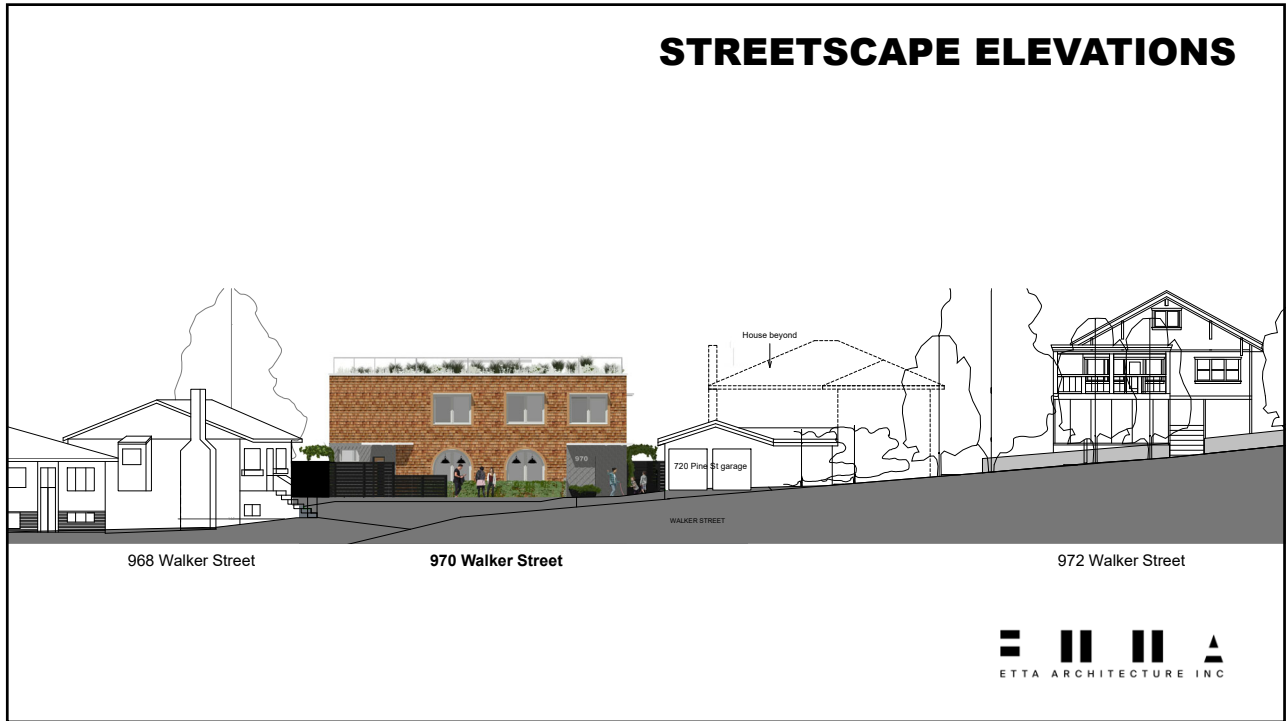 STREETSCAPE ELEVATIONS
House beyond
970
720 Pine St garage
WALKER STREET
968 Walker Street
970 Walker Street
972 Walker Street
ETTA ARCHITECTURE INC